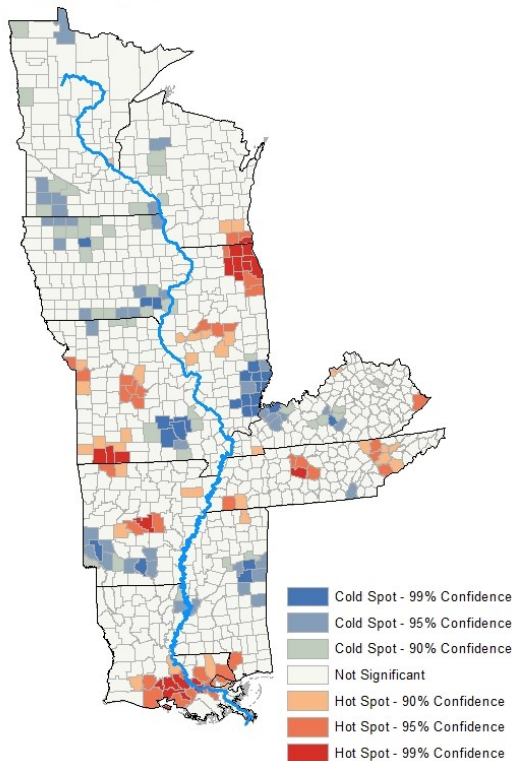 Cold Spot - 99% Confidence
Cold Spot - 95% Confidence
Cold Spot - 90% Confidence
Not Significant
Hot Spot - 90% Confidence
Hot Spot - 95% Confidence
Hot Spot - 99% Confidence